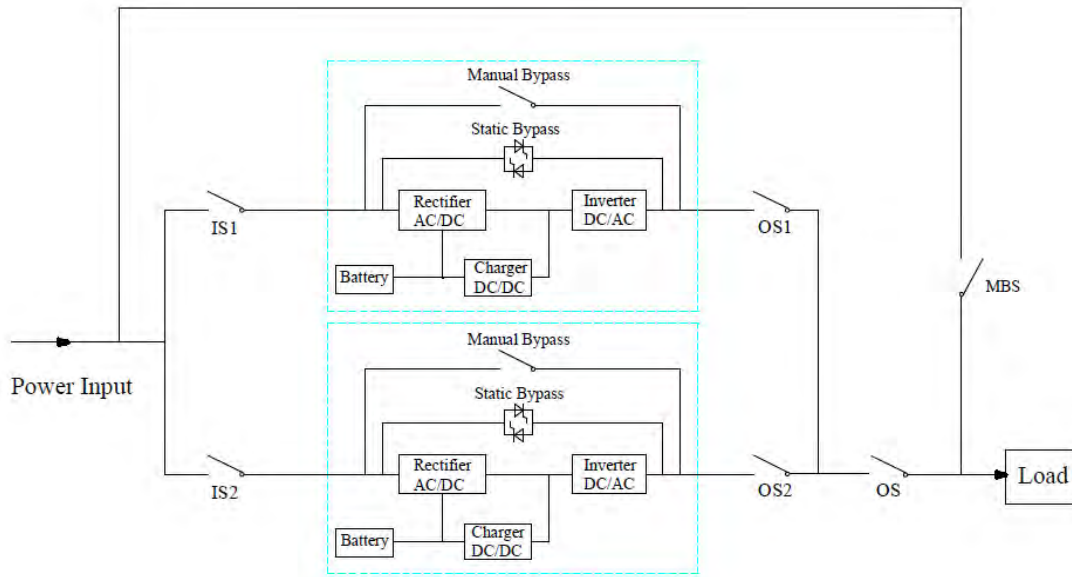 Manual Bypass
Static Bypass
Rectifier
AC/DC
Inverter
DC/AC
IS1
OS1
Battery
Charger
DC/DC
MBS
Manual Bypass
Power Input
Static Bypass
Rectifier
AC/DC
Inverter
DC/AC
Load
IS2
OS2
OS
Battery
Charger
DC/DC